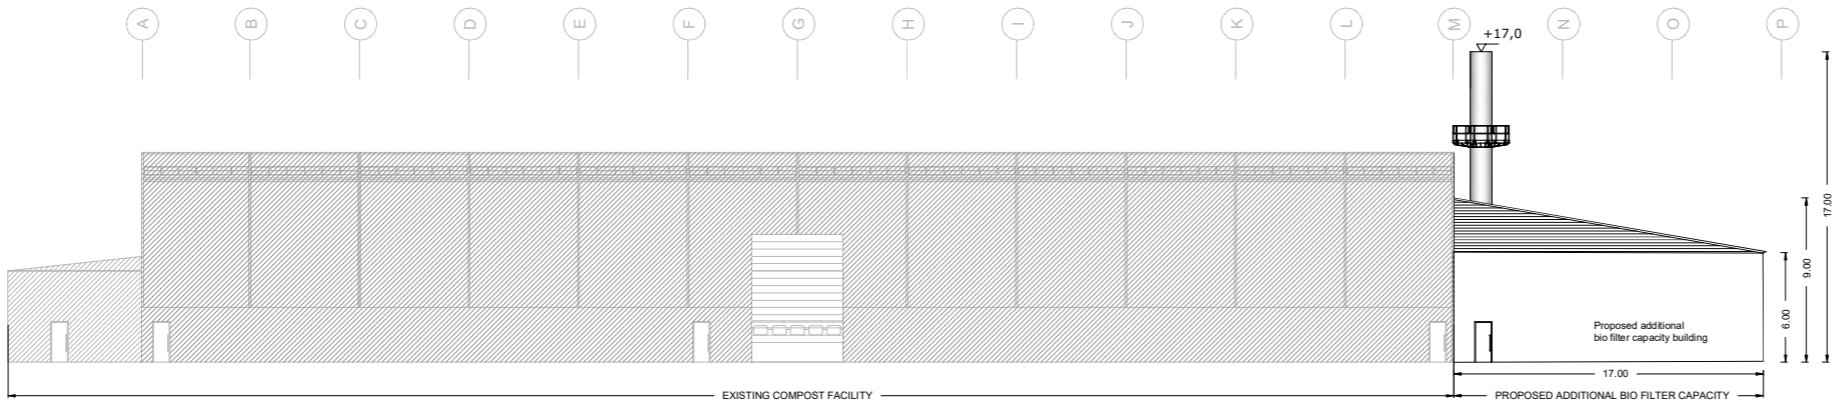 A B C D E F G H I J K L M N O P
+17,0
17.00
9.00
6.00
Proposed additional
bio filter capacity building
17.00
EXISTING COMPOST FACILITY
PROPOSED ADDITIONAL BIO FILTER CAPACITY